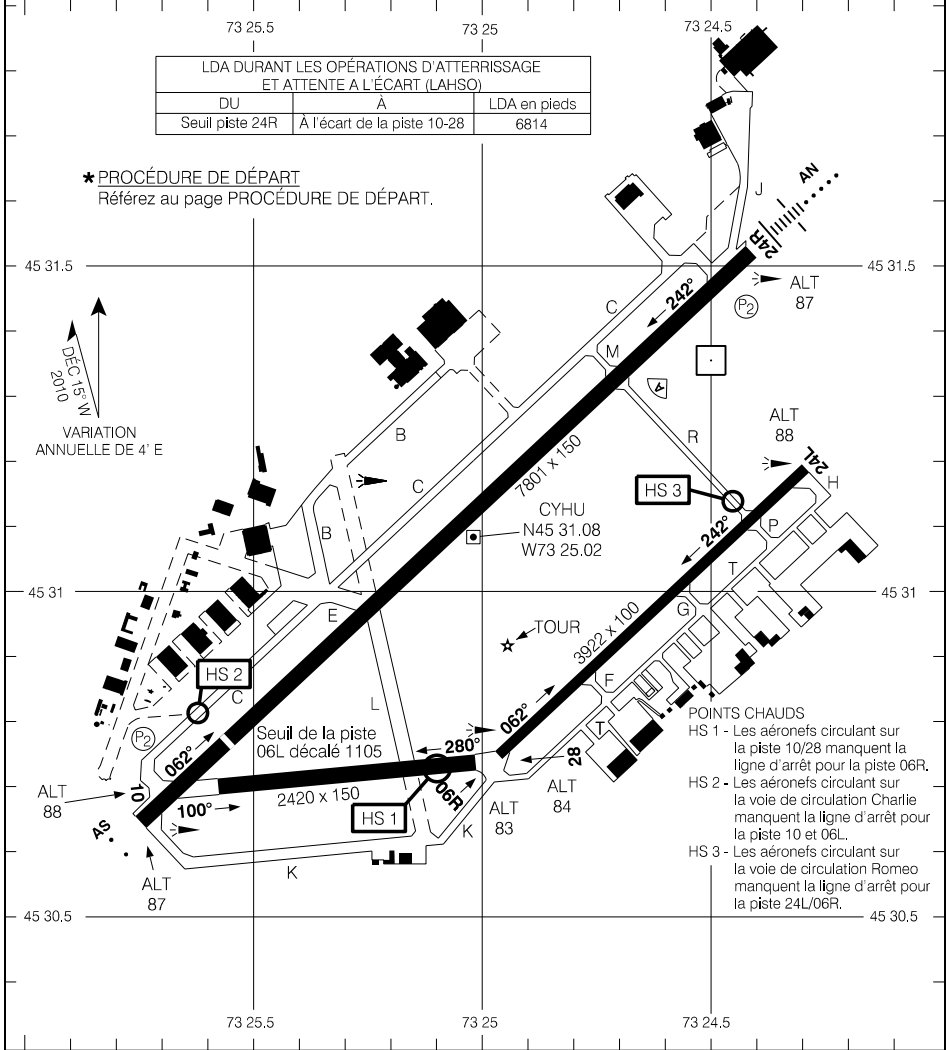 73 25.5
73 25
73 24.5
LDA DURANT LES OPÉRATIONS D'ATTERRISSAGE
ET ATTENTE A L'ÉCART (LAHSO)
DU À LDA en pieds
Seuil piste 24R À l'écart de la piste 10-28 6814
* PROCÉDURE DE DÉPART
Référez au page PROCÉDURE DE DÉPART.
J
AN
24R
45 31.5
45 31.5
242°
ALT
87
P2
C
M
A
DÉC 15° W
2010
VARIATION
ANNUELLE DE 4' E
B
R
ALT
88
24L
H
7801 x 150
C
HS 3
P
B
CYHU
N45 31.08
W73 25.02
242°
T
45 31
45 31
E
G
TOUR
3922 x 100
HS 2
C
F
L
T
P2
062°
Seuil de la piste
06L décalé 1105
062°
280°
28
10
06R
ALT
88
100°
2420 x 150
HS 1
ALT
83
ALT
84
AS
K
K
ALT
87
POINTS CHAUDS
HS 1 - Les aéronefs circulant sur
la piste 10/28 manquent la
ligne d'arrêt pour la piste 06R.
HS 2 - Les aéronefs circulant sur
la voie de circulation Charlie
manquent la ligne d'arrêt pour
la piste 10 et 06L.
HS 3 - Les aéronefs circulant sur
la voie de circulation Romeo
manquent la ligne d'arrêt pour
la piste 24L/06R.
45 30.5
45 30.5
73 25.5
73 25
73 24.5